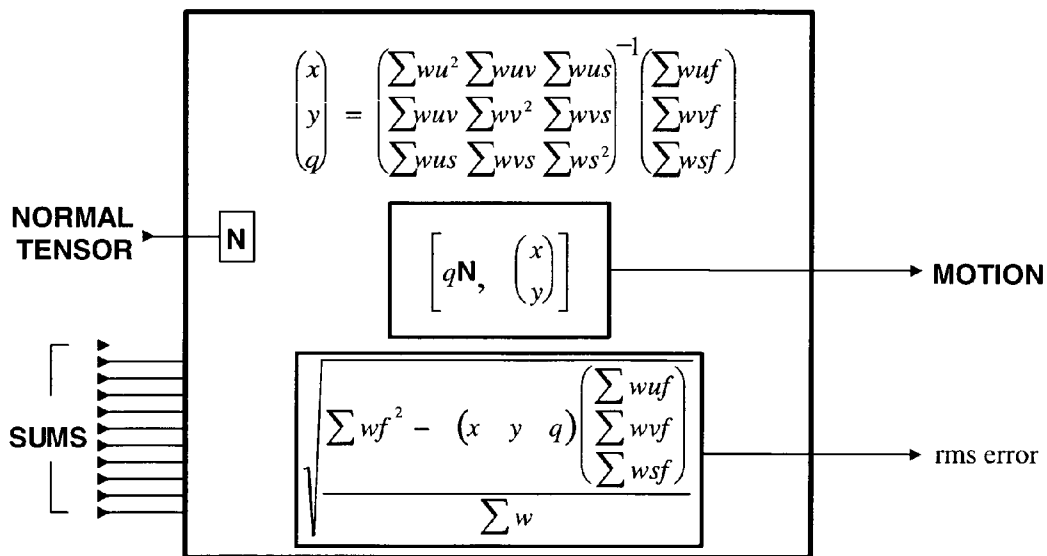 (x y q) = (∑wu² ∑wuv ∑wus
∑wuv ∑wv² ∑wvs
∑wus ∑wvs ∑ws²)⁻¹ (∑wuf
∑wvf
∑wsf)
NORMAL
TENSOR
N
[qN, (x y)]
MOTION
SUMS
√ ∑wf² − (x y q) (∑wuf
∑wvf
∑wsf)
∑w
rms error